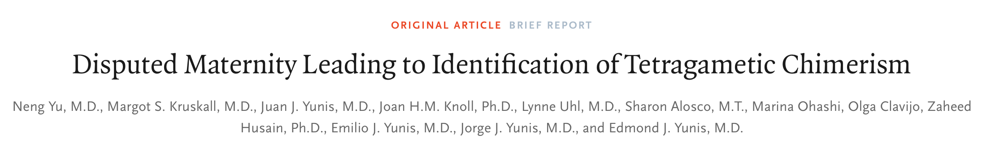 ORIGINAL ARTICLE BRIEF REPORT
Disputed Maternity Leading to Identification of Tetragametic Chimerism
Neng Yu, M.D., Margot S. Kruskall, M.D., Juan J. Yunis, M.D., Joan H.M. Knoll, Ph.D., Lynne Uhl, M.D., Sharon Alosco, M.T., Marina Ohashi, Olga Clavijo, Zaheed
Husain, Ph.D., Emilio J. Yunis, M.D., Jorge J. Yunis, M.D., and Edmond J. Yunis, M.D.